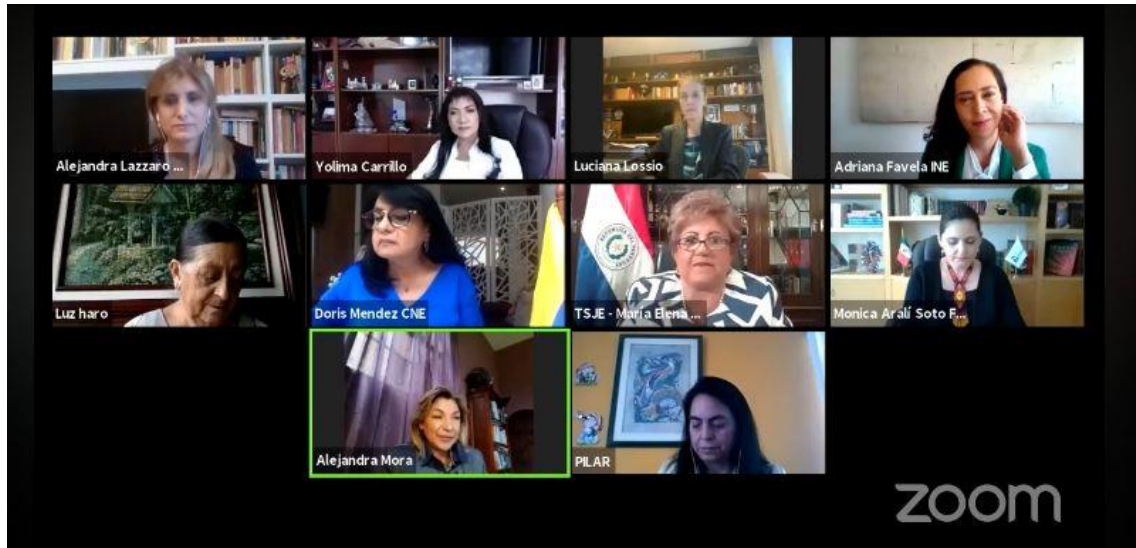 Alejandra Lazzaro ...
Yolima Carrillo
Luciana Lossio
Adriana Favela INE
Luz haro
Doris Mendez CNE
TSJE - María Elena ...
Monica Aralí Soto F...
Alejandra Mora
PILAR
zoom